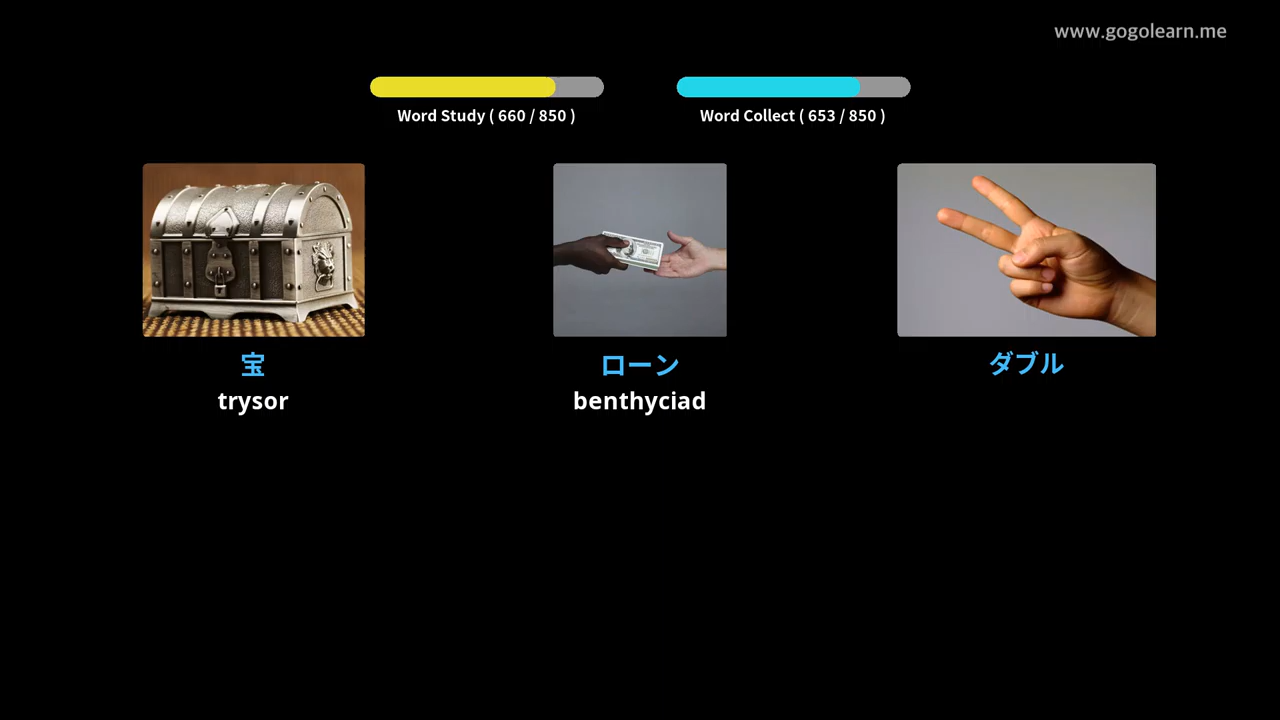 www.gogolearn.me
Word Study ( 660 / 850 )
Word Collect ( 653 / 850 )
宝
trysor
ローン
benthyciad
ダブル